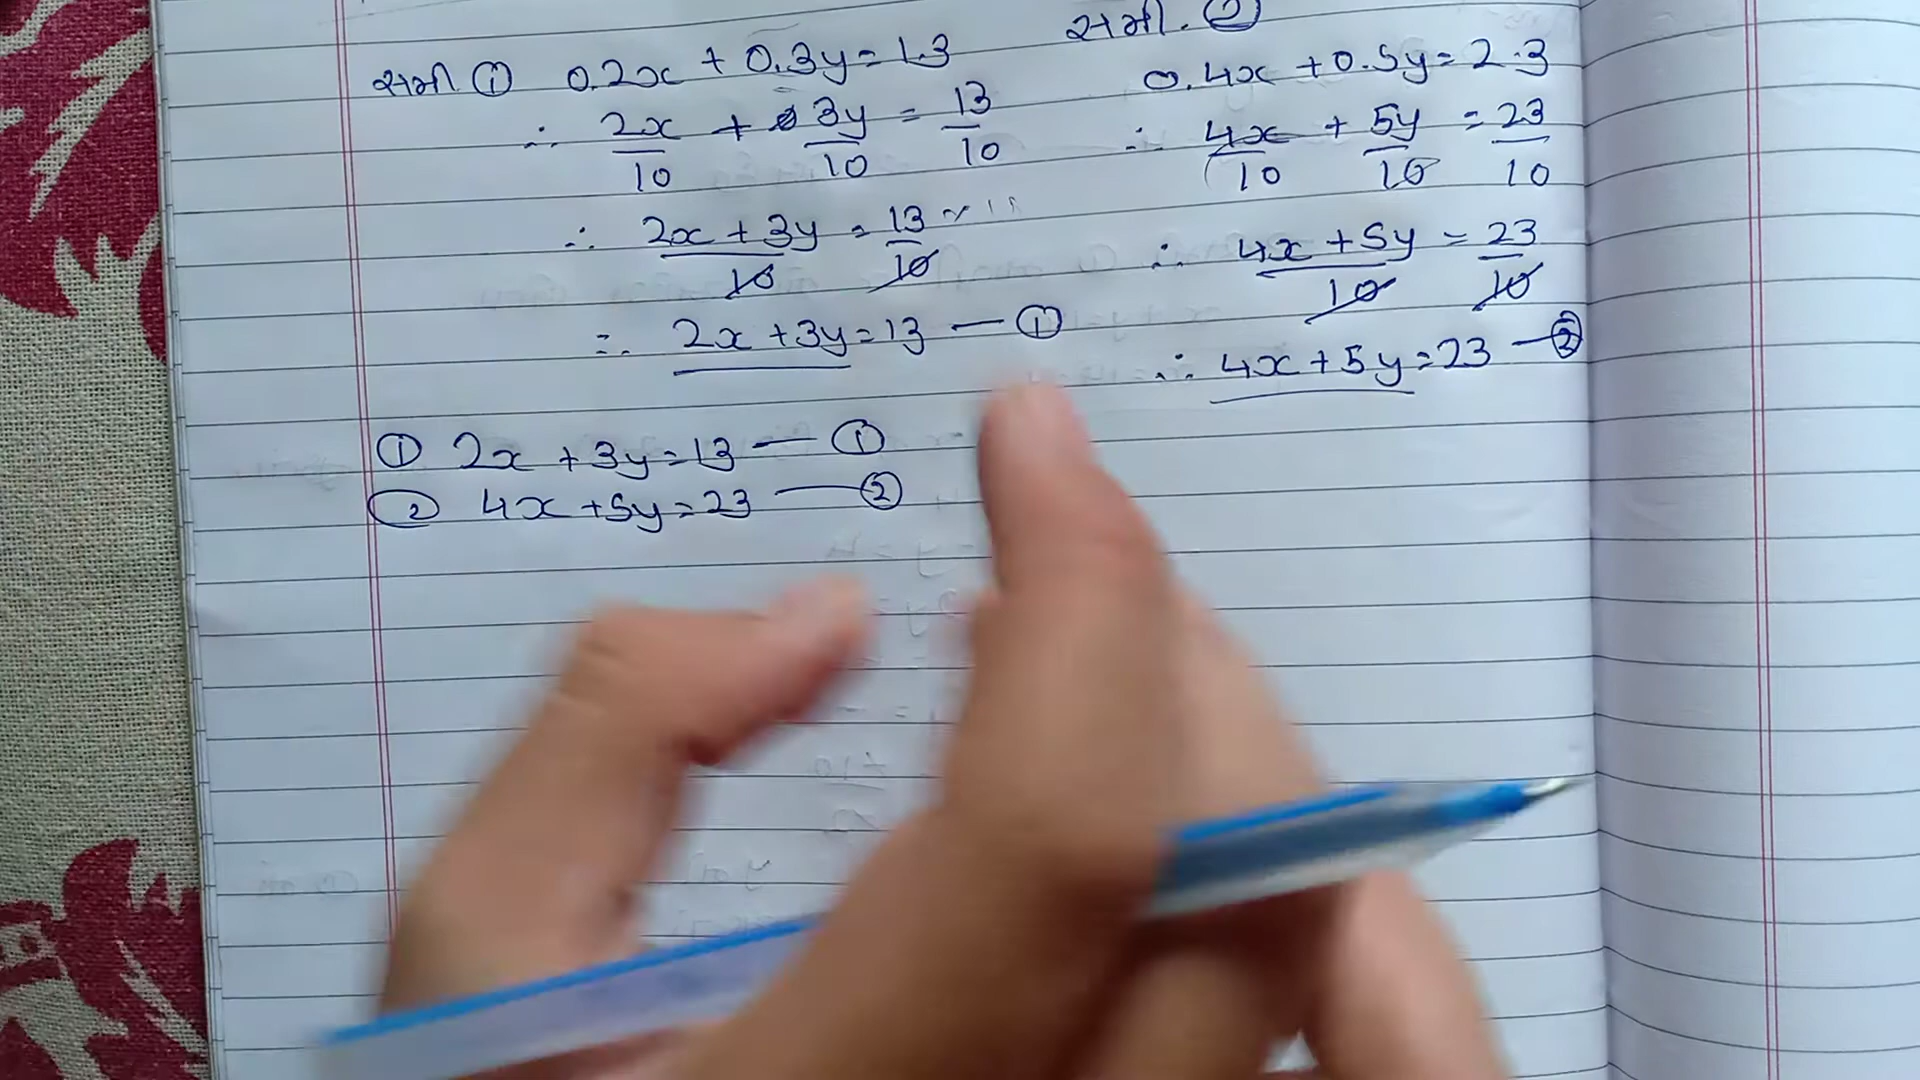 સમી. ① 0.2x + 0.3y = 1.3
∴ 2x/10 + 3y/10 = 13/10
∴ 2x + 3y/10 = 13/10
∴ 2x + 3y = 13 — ①
સમી. ②
0.4x + 0.5y = 2.3
∴ 4x/10 + 5y/10 = 23/10
∴ 4x + 5y/10 = 23/10
∴ 4x + 5y = 23 — ②
① 2x + 3y = 13 — ①
② 4x + 5y = 23 — ②